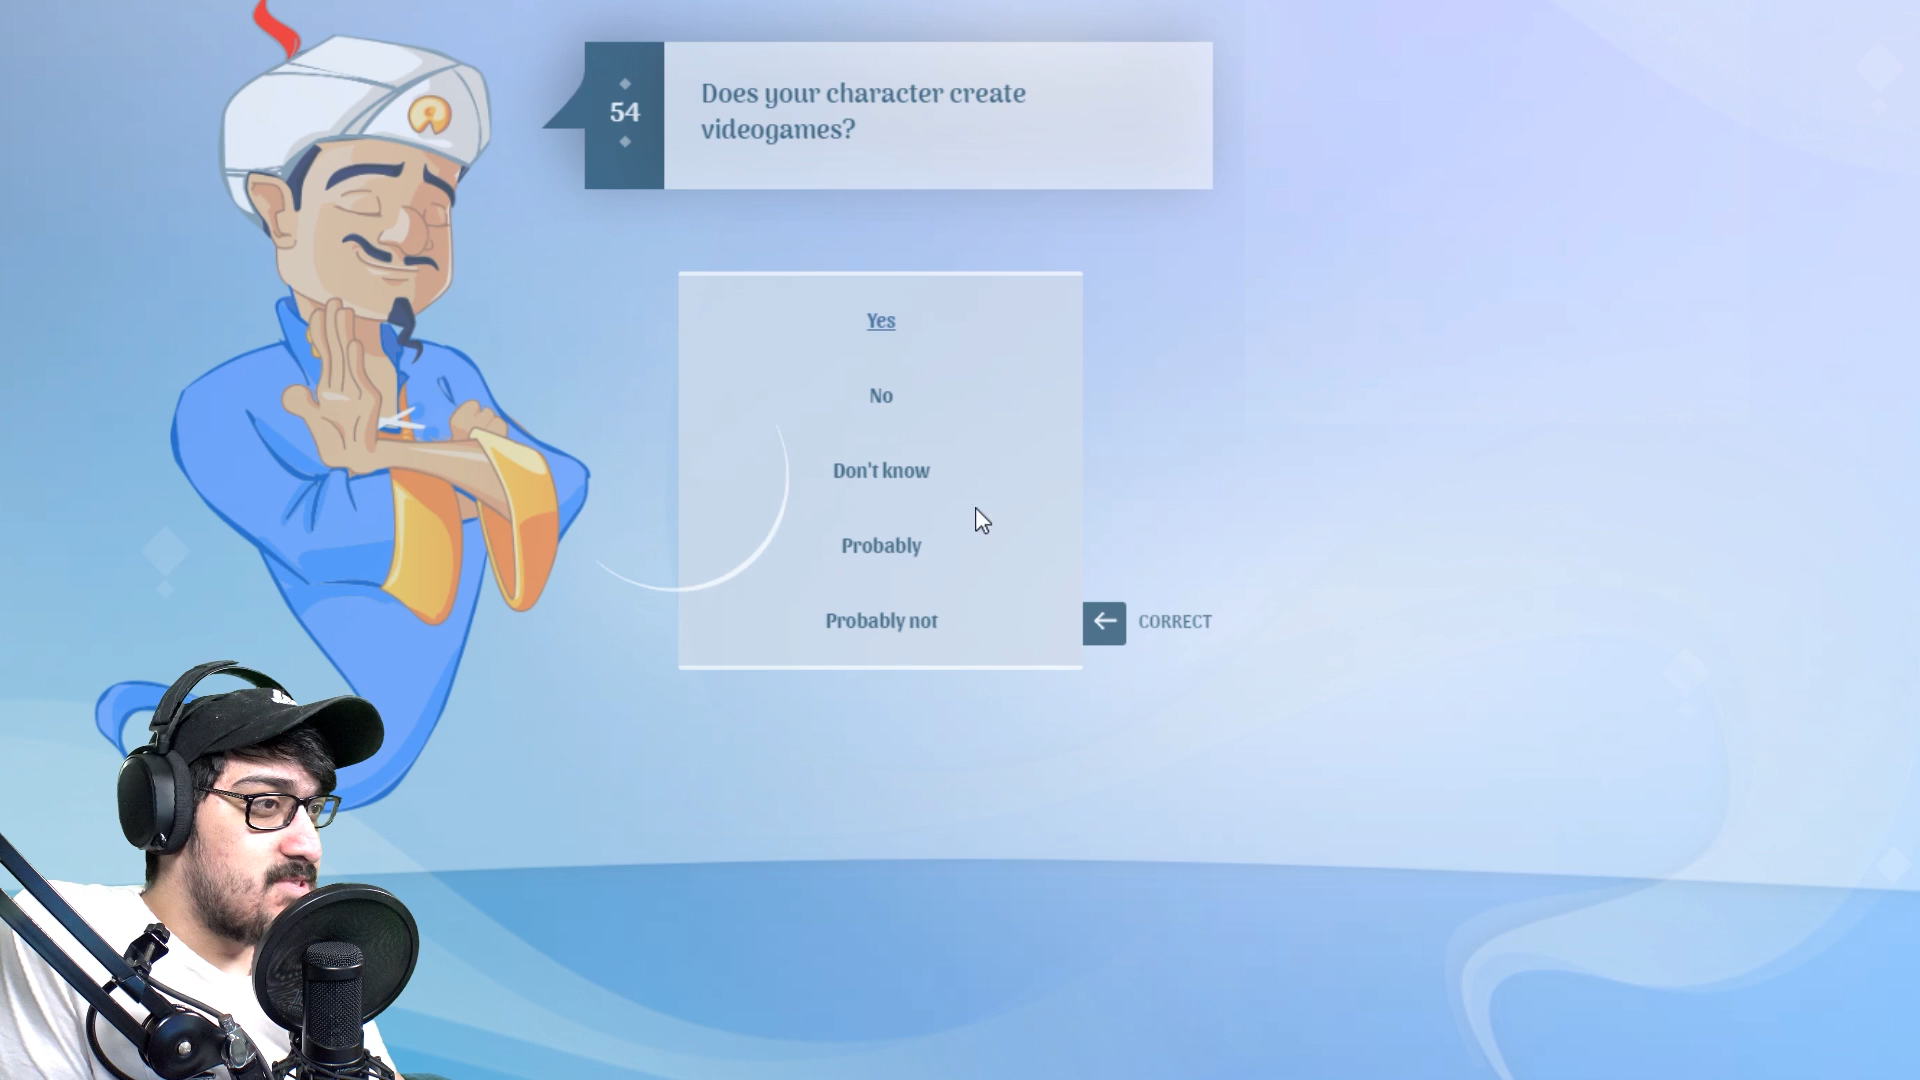 54
Does your character create
videogames?
Yes
No
Don't know
Probably
Probably not
CORRECT